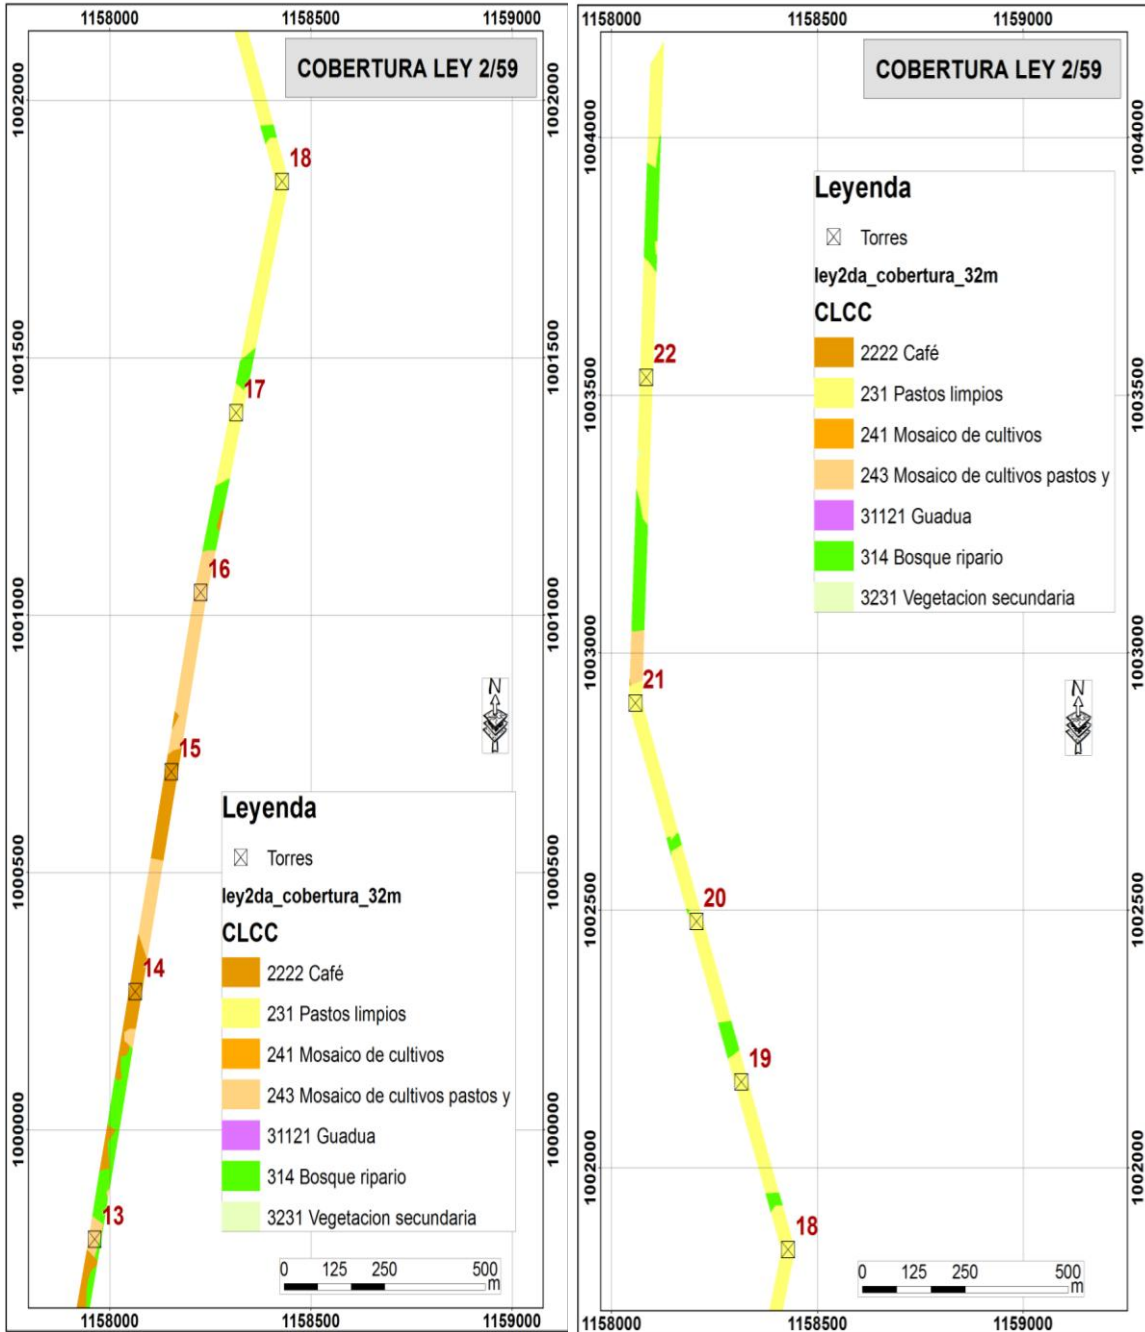 1158000 1158500 1159000
COBERTURA LEY 2/59
1002000
1001500
1001000
1000500
1000000
1002000
1001500
1001000
1000500
1000000
18
17
16
15
14
13
N
Leyenda
Torres
ley2da_cobertura_32m
CLCC
2222 Café
231 Pastos limpios
241 Mosaico de cultivos
243 Mosaico de cultivos pastos y
31121 Guadua
314 Bosque ripario
3231 Vegetacion secundaria
0 125 250 500
m
1158000 1158500 1159000
1158000 1158500 1159000
COBERTURA LEY 2/59
1004000
1003500
1003000
1002500
1002000
1004000
1003500
1003000
1002500
1002000
Leyenda
Torres
ley2da_cobertura_32m
CLCC
2222 Café
231 Pastos limpios
241 Mosaico de cultivos
243 Mosaico de cultivos pastos y
31121 Guadua
314 Bosque ripario
3231 Vegetacion secundaria
22
21
20
19
18
N
0 125 250 500
m
1158000 1158500 1159000